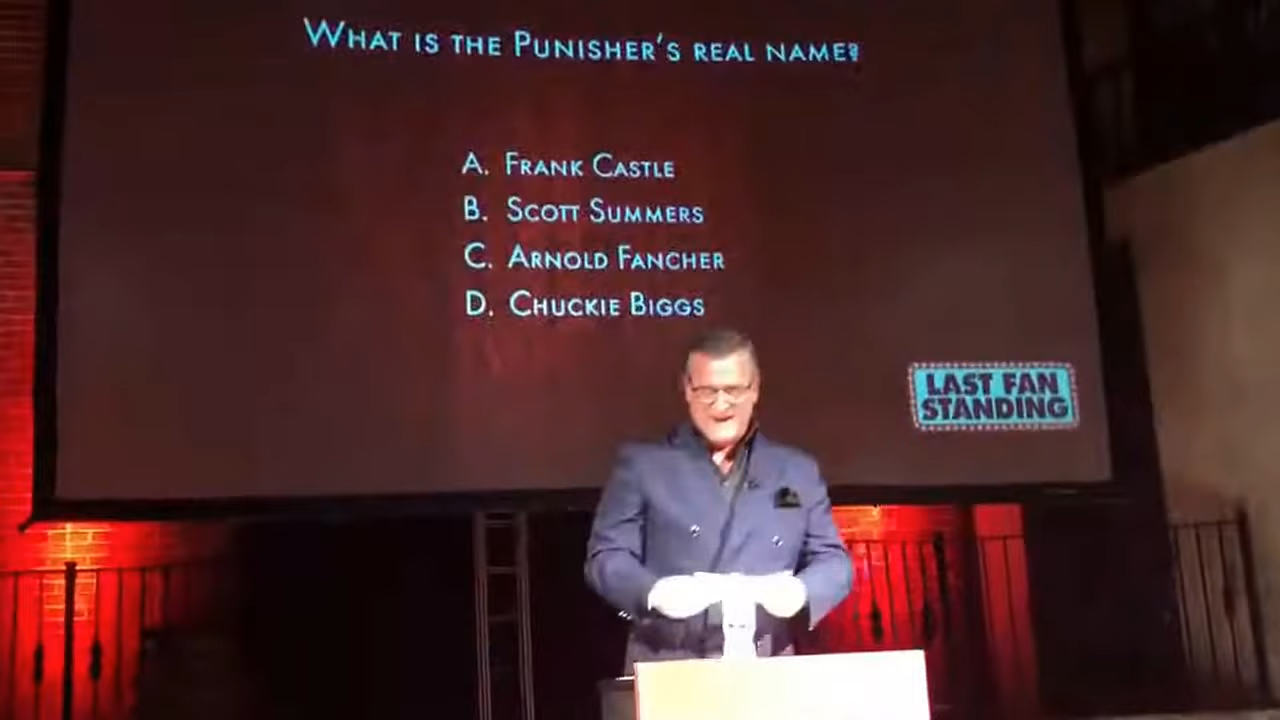 WHAT IS THE PUNISHER'S REAL NAME?
A. FRANK CASTLE
B. SCOTT SUMMERS
C. ARNOLD FANCHER
D. CHUCKIE BIGGS
LAST FAN
STANDING